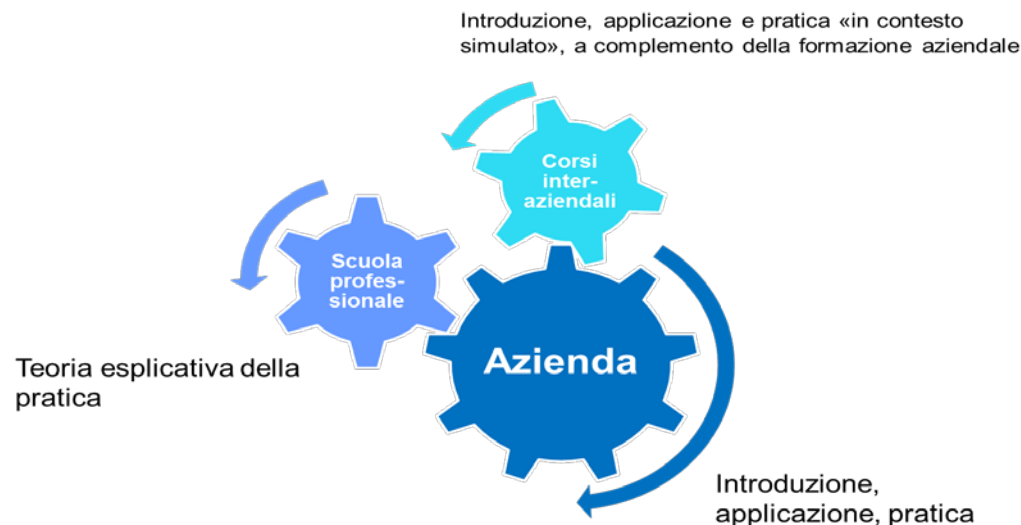 Introduzione, applicazione e pratica «in contesto
simulato», a complemento della formazione aziendale
Corsi
inter-
aziendali
Scuola
profes-
sionale
Azienda
Teoria esplicativa della
pratica
Introduzione,
applicazione, pratica